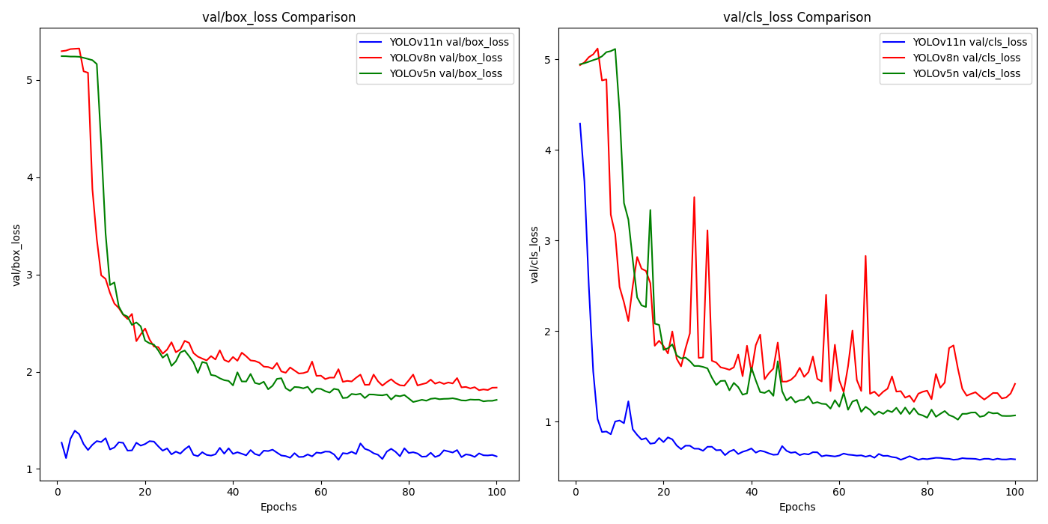 val/box_loss Comparison
YOLOv11n val/box_loss
YOLOv8n val/box_loss
YOLOv5n val/box_loss
val/box_loss
5
4
3
2
1
0
20
40
60
80
100
Epochs
val/cls_loss Comparison
YOLOv11n val/cls_loss
YOLOv8n val/cls_loss
YOLOv5n val/cls_loss
val/cls_loss
5
4
3
2
1
0
20
40
60
80
100
Epochs